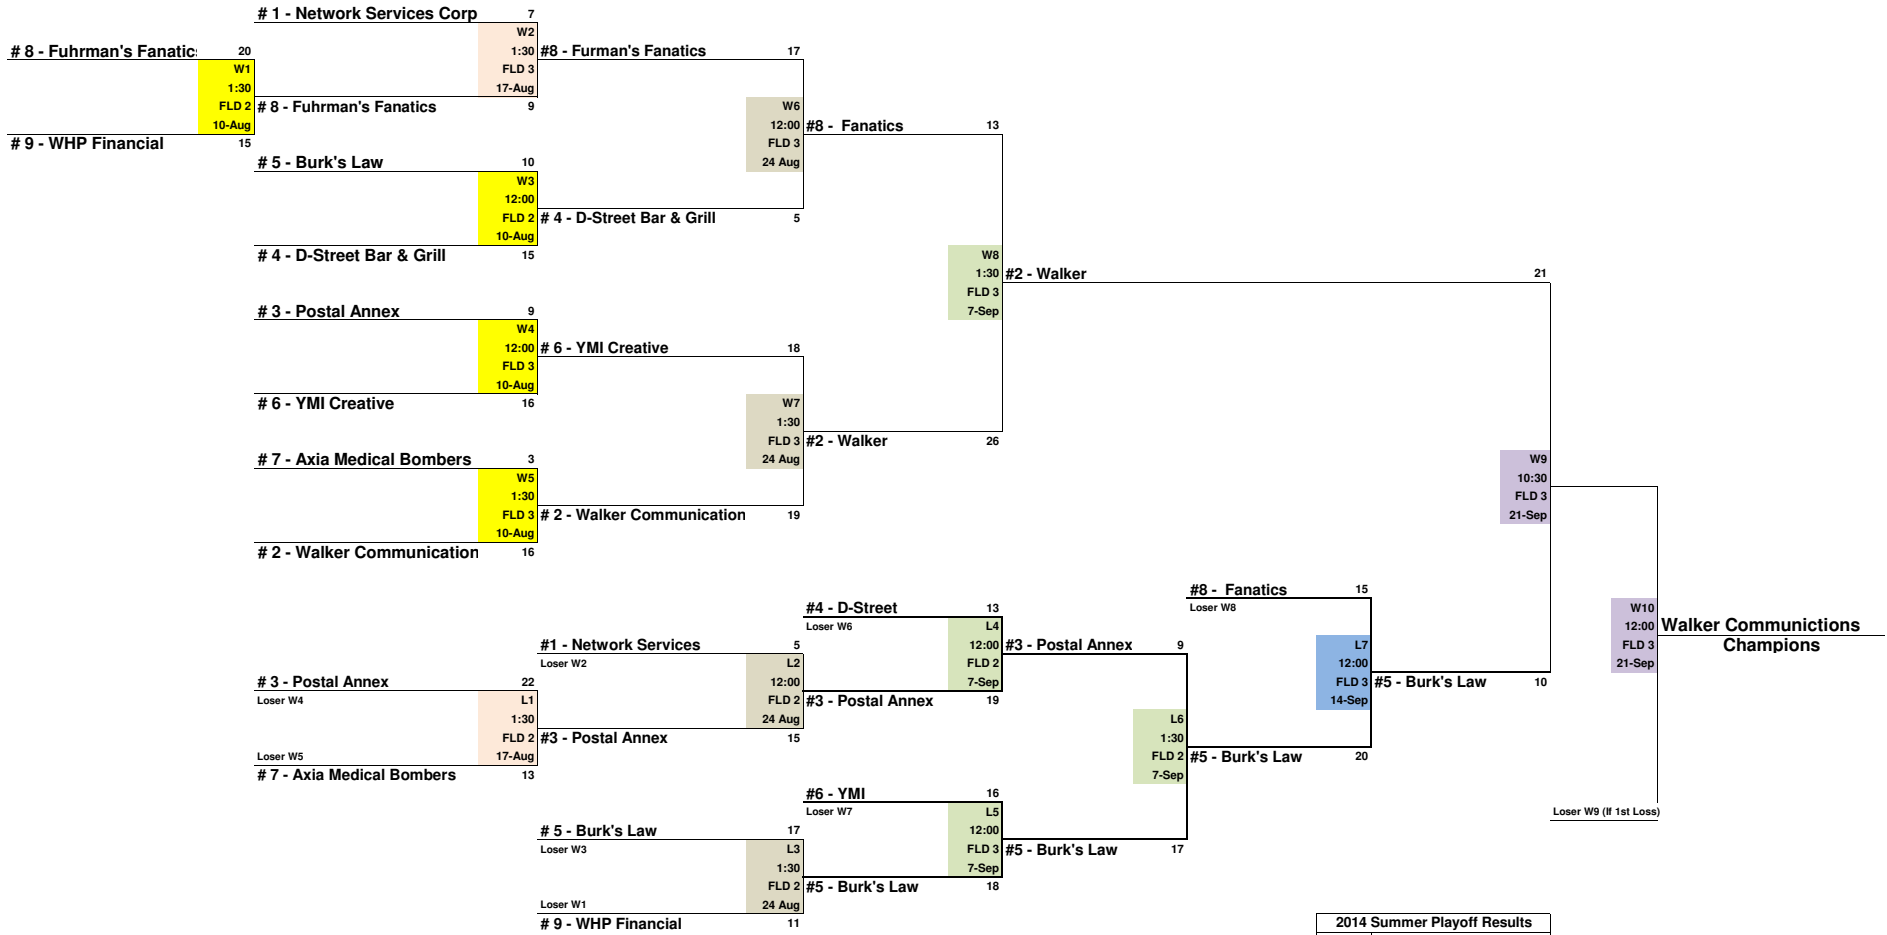 # 1 - Network Services Corp 7
W2
# 8 - Fuhrman's Fanatics 20 1:30 #8 - Furman's Fanatics 17
W1 FLD 3
1:30 17-Aug
FLD 2 # 8 - Fuhrman's Fanatics 9 W6
10-Aug 12:00 #8 - Fanatics 13
# 9 - WHP Financial 15 FLD 3
# 5 - Burk's Law 10 24 Aug
W3
12:00
FLD 2 # 4 - D-Street Bar & Grill 5
10-Aug
# 4 - D-Street Bar & Grill 15 W8
1:30 #2 - Walker 21
FLD 3
# 3 - Postal Annex 9 7-Sep
W4
12:00 # 6 - YMI Creative 18
FLD 3
10-Aug
# 6 - YMI Creative 16 W7
1:30
FLD 3 #2 - Walker 26
# 7 - Axia Medical Bombers 3 24 Aug W9
W5 10:30
1:30 FLD 3
FLD 3 # 2 - Walker Communication 19 21-Sep
10-Aug
# 2 - Walker Communication 16
#8 - Fanatics 15
#4 - D-Street 13 Loser W8 W10
Loser W6 L4 12:00 Walker Communictions
#1 - Network Services 5 12:00 #3 - Postal Annex 9 L7 FLD 3 Champions
Loser W2 L2 FLD 2 12:00 21-Sep
# 3 - Postal Annex 22 12:00 7-Sep FLD 3 #5 - Burk's Law 10
Loser W4 L1 FLD 2 #3 - Postal Annex 19 14-Sep
1:30 24 Aug L6
FLD 2 #3 - Postal Annex 15 1:30
Loser W5 17-Aug FLD 2 #5 - Burk's Law 20
# 7 - Axia Medical Bombers 13 7-Sep
#6 - YMI 16
Loser W7 L5 Loser W9 (If 1st Loss)
# 5 - Burk's Law 17 12:00
Loser W3 L3 FLD 3 #5 - Burk's Law 17
1:30 7-Sep
FLD 2 #5 - Burk's Law 18
Loser W1 24 Aug
# 9 - WHP Financial 11 2014 Summer Playoff Results